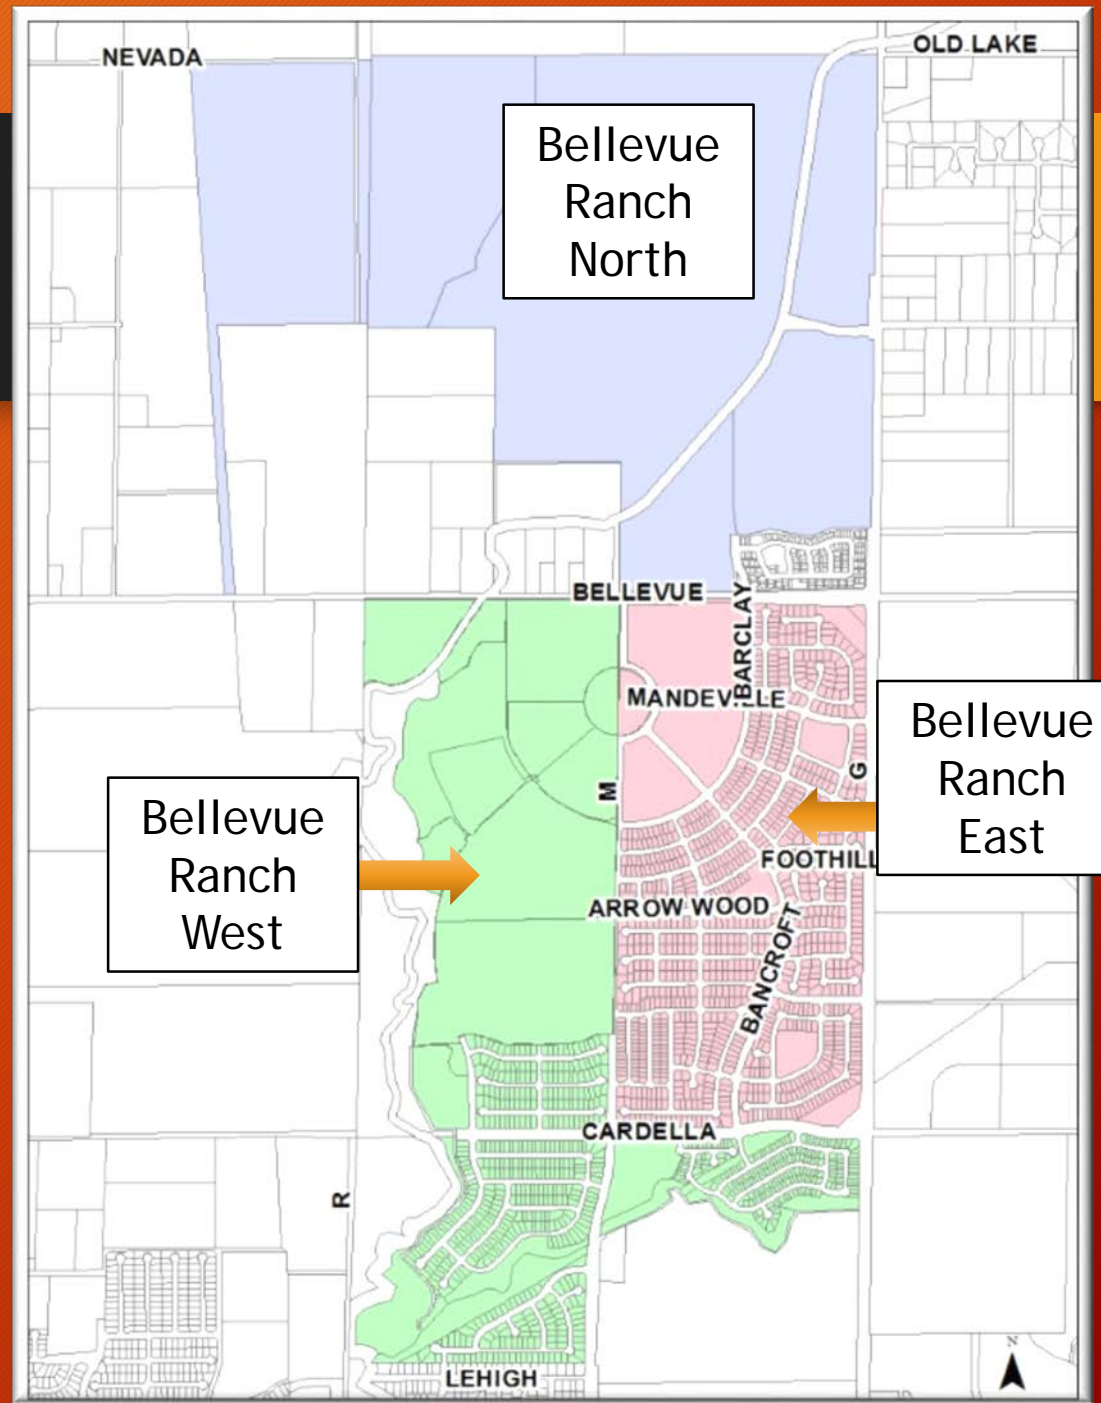 NEVADA
OLD LAKE
Bellevue
Ranch
North
BELLEVUE
BARCLAY
MANDEVILLE
Bellevue
Ranch
East
G
M
Bellevue
Ranch
West
FOOTHILL
ARROW WOOD
BANCROFT
CARDELLA
R
LEHIGH
N